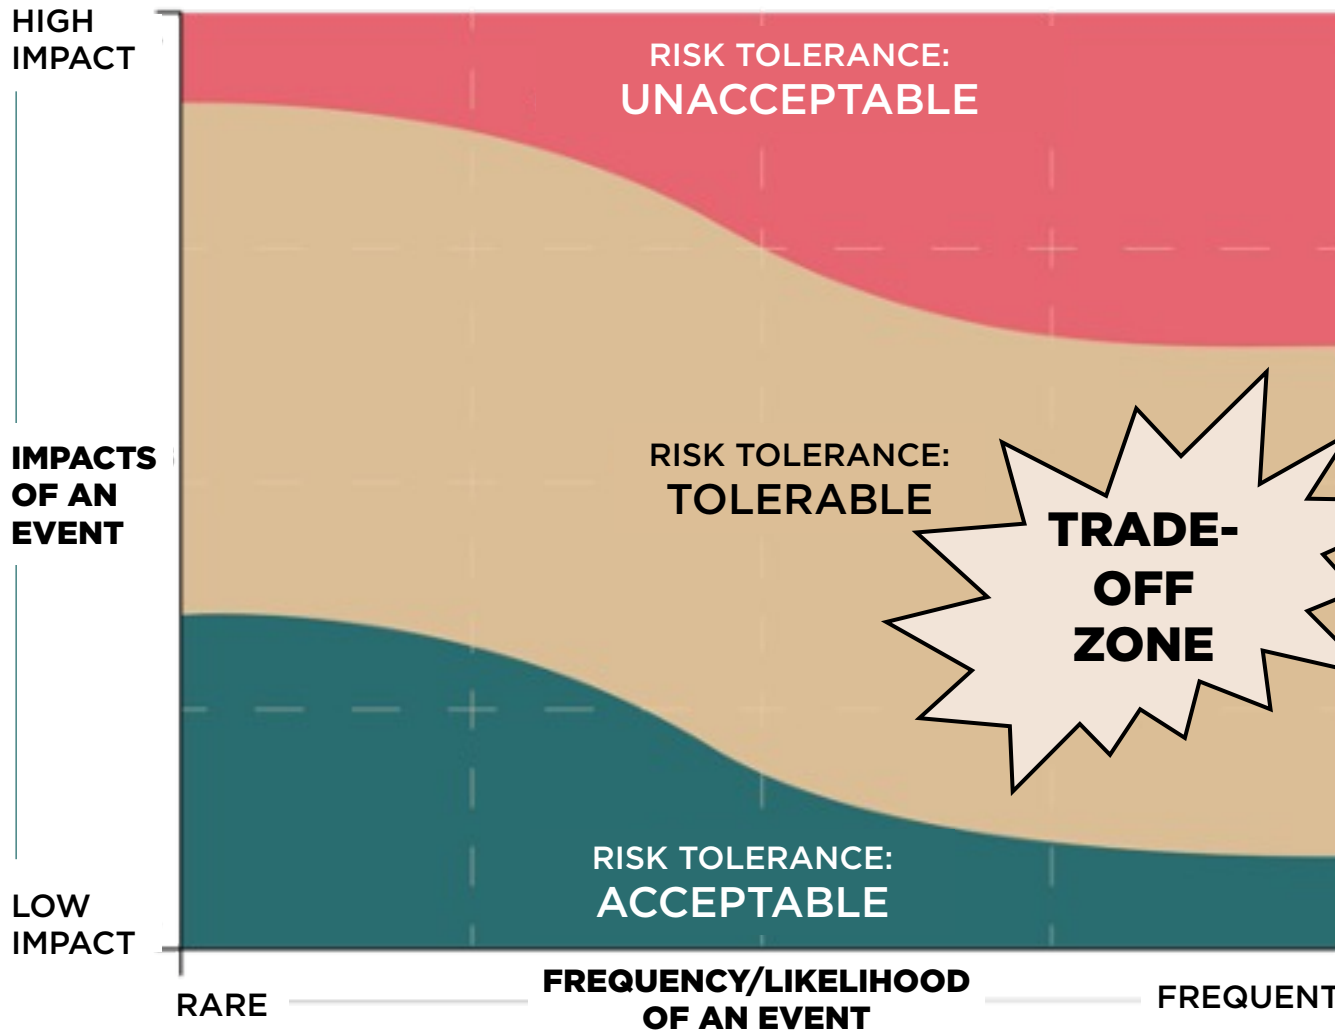 HIGH
IMPACT
RISK TOLERANCE:
UNACCEPTABLE
IMPACTS
OF AN
EVENT
RISK TOLERANCE:
TOLERABLE
TRADE-
OFF
ZONE
RISK TOLERANCE:
ACCEPTABLE
LOW
IMPACT
RARE
FREQUENCY/LIKELIHOOD
OF AN EVENT
FREQUENT